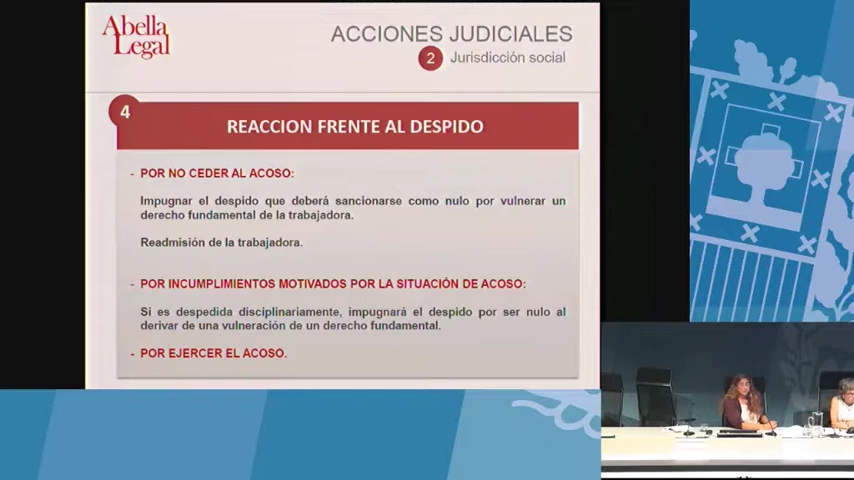 Abella
Legal
ACCIONES JUDICIALES
2 Jurisdicción social
4
REACCION FRENTE AL DESPIDO
- POR NO CEDER AL ACOSO:
Impugnar el despido que deberá sancionarse como nulo por vulnerar un
derecho fundamental de la trabajadora.
Readmisión de la trabajadora.
- POR INCUMPLIMIENTOS MOTIVADOS POR LA SITUACIÓN DE ACOSO:
Si es despedida disciplinariamente, impugnará el despido por ser nulo al
derivar de una vulneración de un derecho fundamental.
- POR EJERCER EL ACOSO.